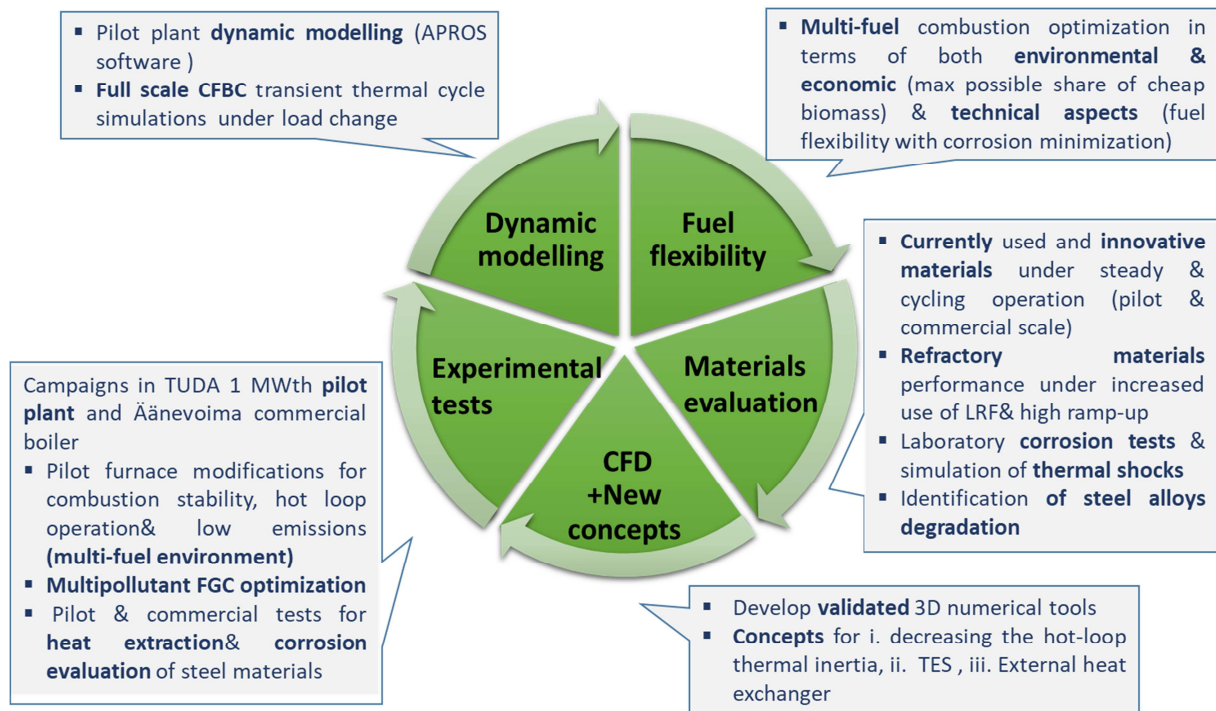 ▪ Pilot plant dynamic modelling (APROS
software )
▪ Full scale CFBC transient thermal cycle
simulations under load change
▪ Multi-fuel combustion optimization in
terms of both environmental &
economic (max possible share of cheap
biomass) & technical aspects (fuel
flexibility with corrosion minimization)
Dynamic
modelling
Fuel
flexibility
▪ Currently used and innovative
materials under steady &
cycling operation (pilot &
commercial scale)
▪ Refractory materials
performance under increased
use of LRF& high ramp-up
▪ Laboratory corrosion tests &
simulation of thermal shocks
▪ Identification of steel alloys
degradation
Experimental
tests
Materials
evaluation
Campaigns in TUDA 1 MWth pilot
plant and Äänevoima commercial
boiler
▪ Pilot furnace modifications for
combustion stability, hot loop
operation& low emissions
(multi-fuel environment)
▪ Multipollutant FGC optimization
▪ Pilot & commercial tests for
heat extraction& corrosion
evaluation of steel materials
CFD
+New
concepts
▪ Develop validated 3D numerical tools
▪ Concepts for i. decreasing the hot-loop
thermal inertia, ii. TES , iii. External heat
exchanger